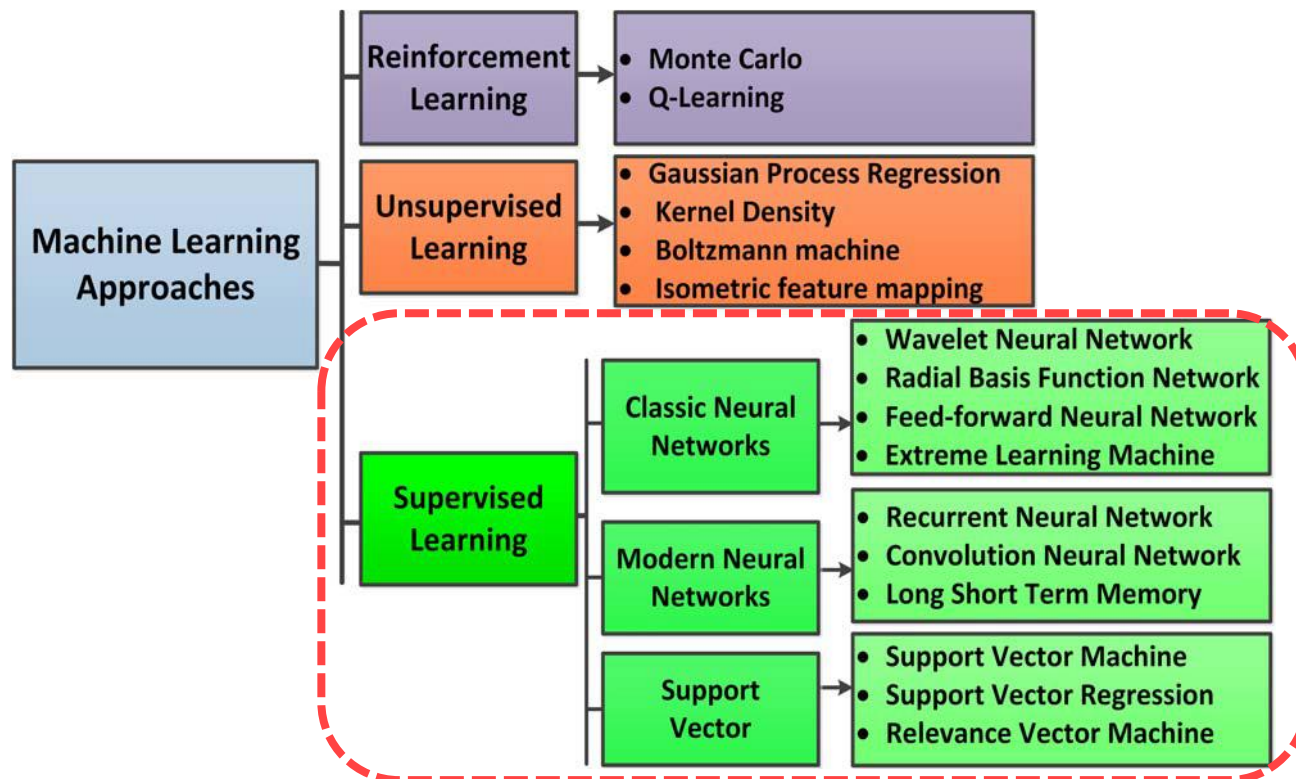 Machine Learning
Approaches
Reinforcement
Learning
• Monte Carlo
• Q-Learning
Unsupervised
Learning
• Gaussian Process Regression
• Kernel Density
• Boltzmann machine
• Isometric feature mapping
Supervised
Learning
Classic Neural
Networks
• Wavelet Neural Network
• Radial Basis Function Network
• Feed-forward Neural Network
• Extreme Learning Machine
Modern Neural
Networks
• Recurrent Neural Network
• Convolution Neural Network
• Long Short Term Memory
Support
Vector
• Support Vector Machine
• Support Vector Regression
• Relevance Vector Machine